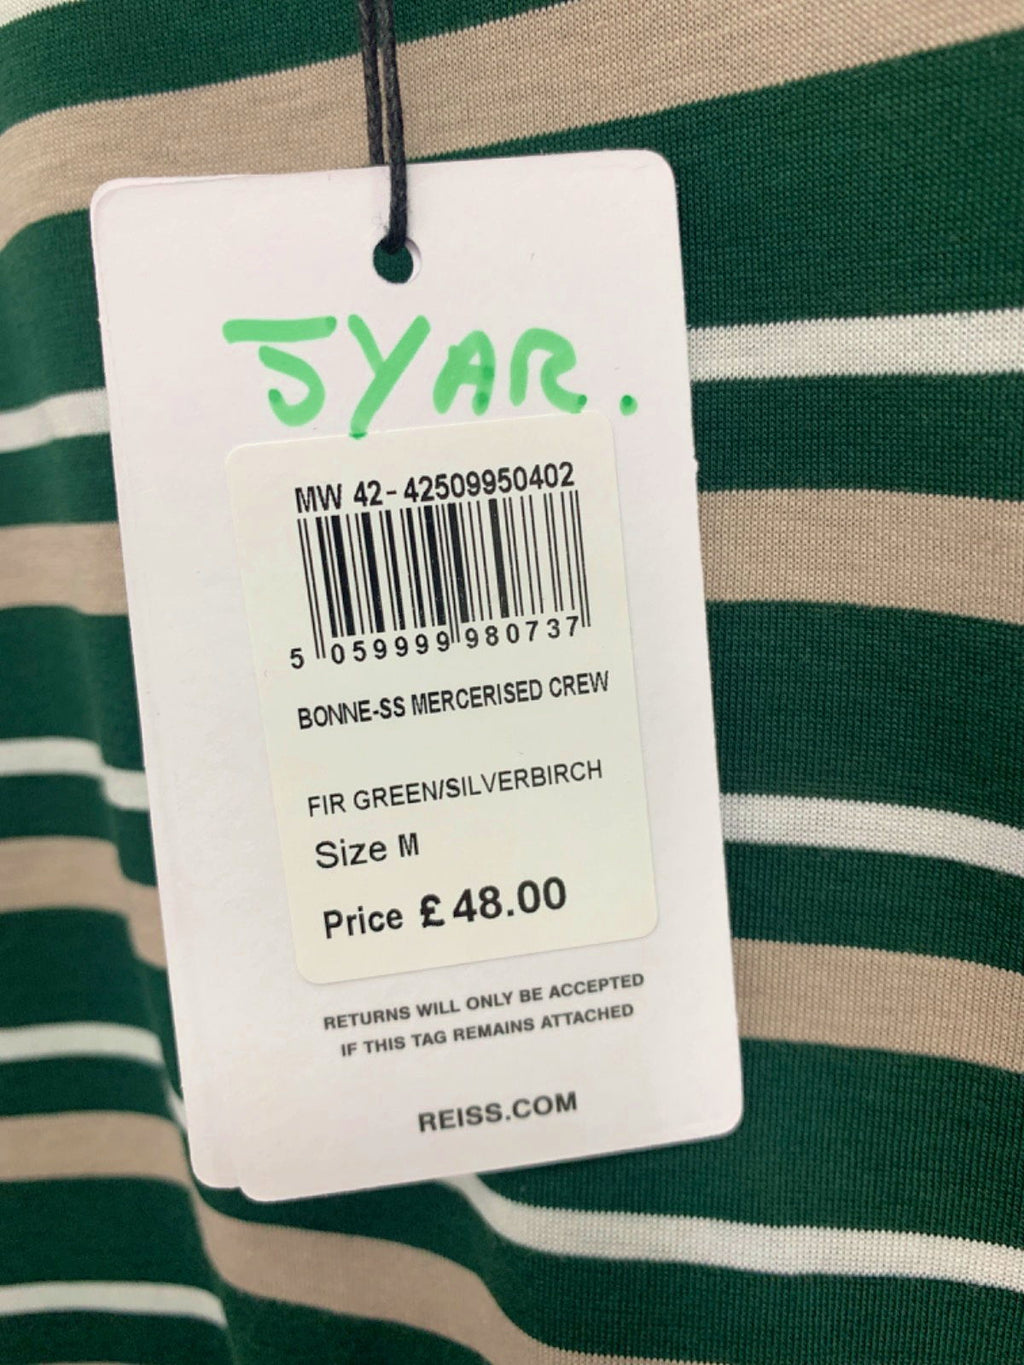 JYAR.
MW 42-42509950402
5 059999 980737
BONNE-SS MERCERISED CREW
FIR GREEN/SILVERBIRCH
Size M
Price £48.00
RETURNS WILL ONLY BE ACCEPTED
IF THIS TAG REMAINS ATTACHED
REISS.COM